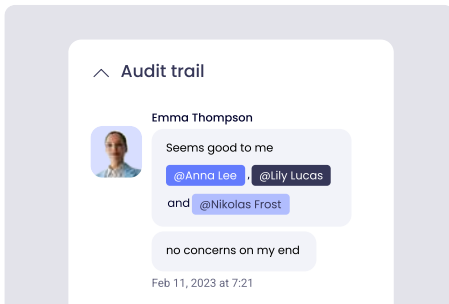 Audit trail
Emma Thompson
Seems good to me
@Anna Lee , @Lily Lucas
and @Nikolas Frost
no concerns on my end
Feb 11, 2023 at 7:21